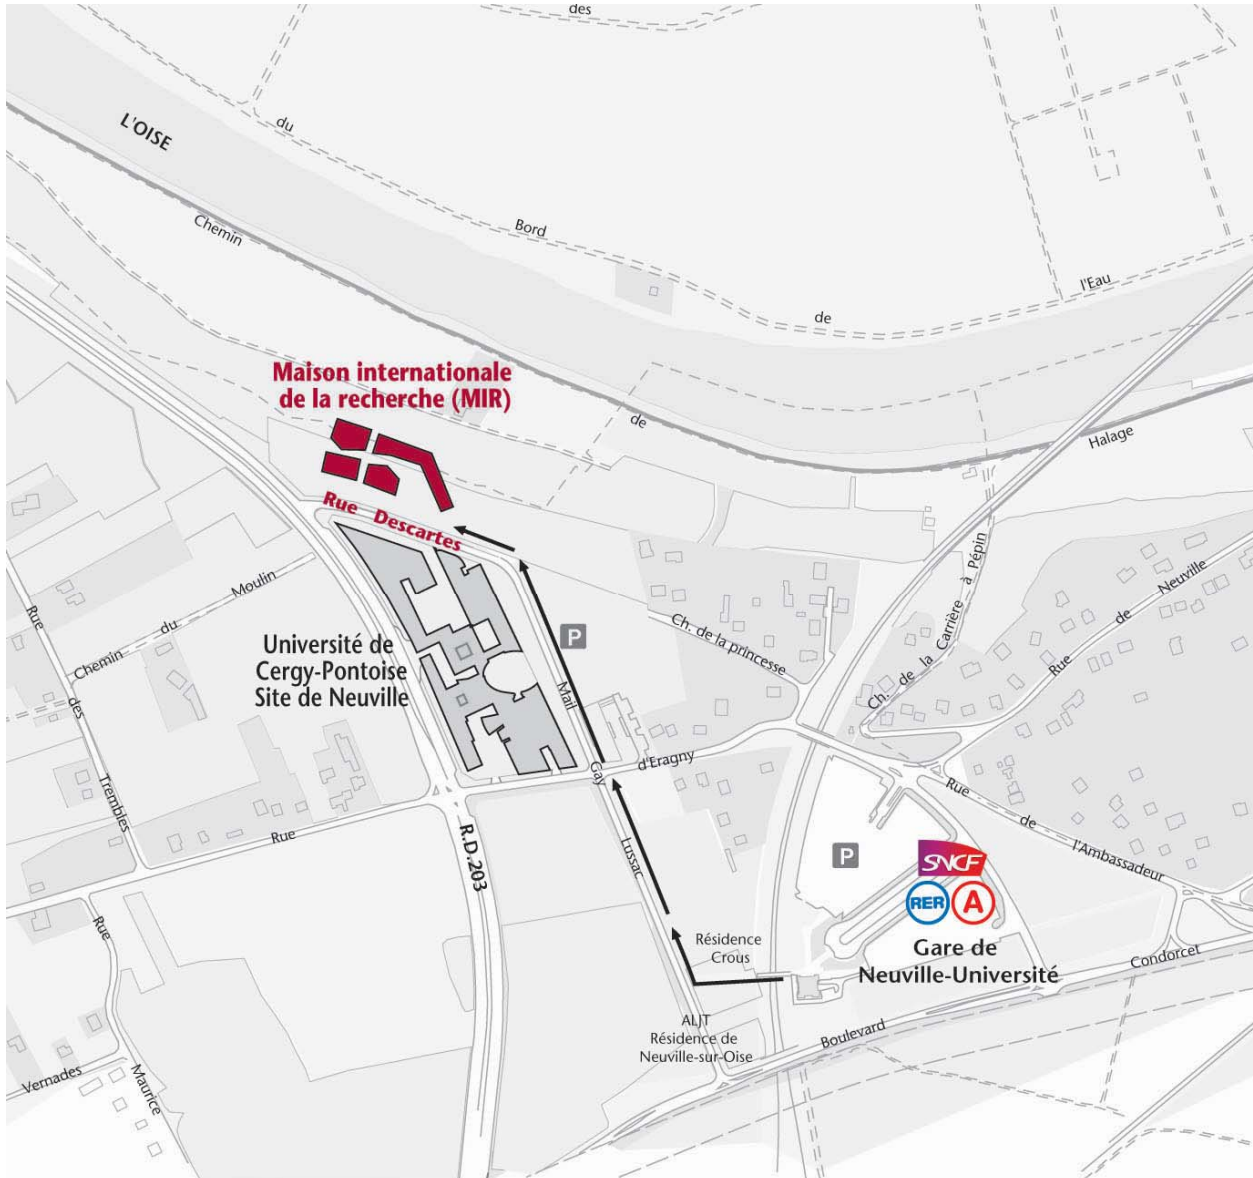 des
L'OISE
du
Chemin
Bord
l'Eau
de
Maison internationale
de la recherche (MIR)
de
Halage
Rue Descartes
Ch. de la Carrière à Pépin
Rue de Neuville
Chemin du Moulin
Rue des Trembles
P
Ch. de la princesse
Université de
Cergy-Pontoise
Site de Neuville
Mail Gay Lussac
Rue d'Eragny
R.D.203
Rue de l'Ambassadeur
P
SNCF
RER A
Gare de
Neuville-Université
Résidence
Crous
Boulevard Condorcet
ALJT
Résidence de
Neuville-sur-Oise
Rue Maurice
Vernades